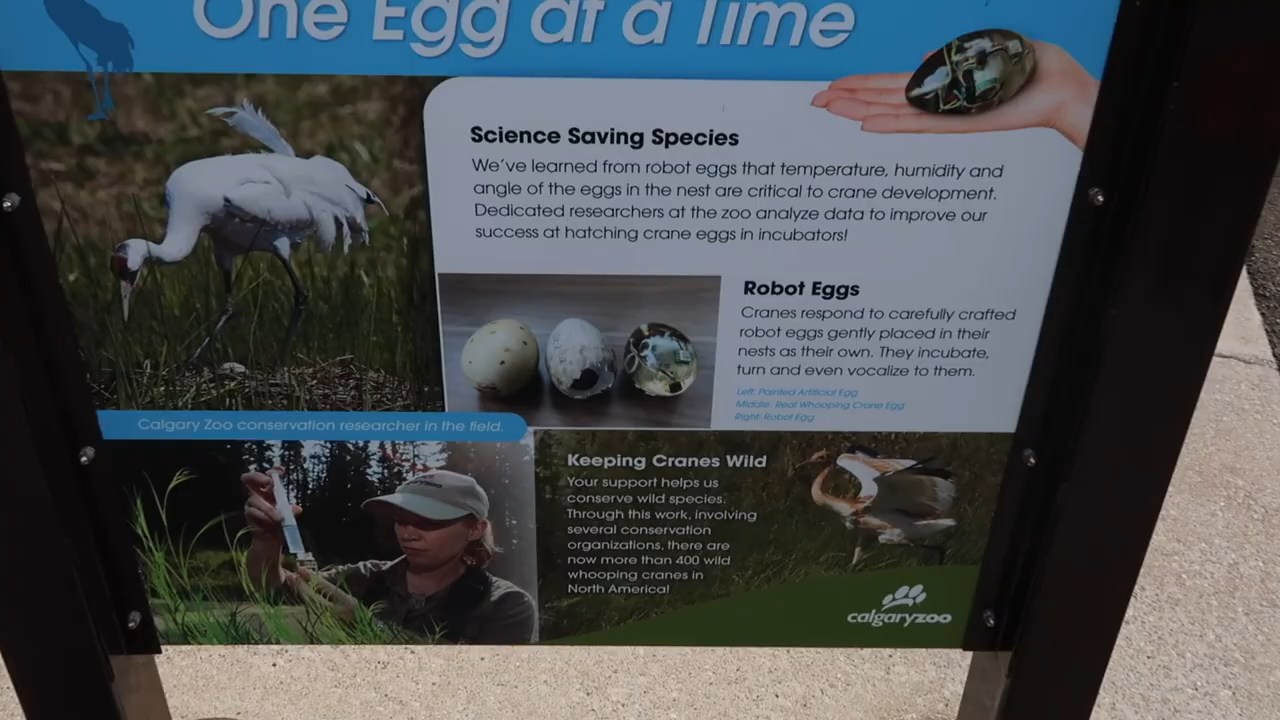 One Egg at a Time
Science Saving Species
We've learned from robot eggs that temperature, humidity and
angle of the eggs in the nest are critical to crane development.
Dedicated researchers at the zoo analyze data to improve our
success at hatching crane eggs in incubators!
Robot Eggs
Cranes respond to carefully crafted
robot eggs gently placed in their
nests as their own. They incubate,
turn and even vocalize to them.
Left: Painted Artificial Egg
Middle: Real Whooping Crane Egg
Right: Robot Egg
Calgary Zoo conservation researcher in the field.
Keeping Cranes Wild
Your support helps us
conserve wild species.
Through this work, involving
several conservation
organizations, there are
now more than 400 wild
whooping cranes in
North America!
calgaryzoo